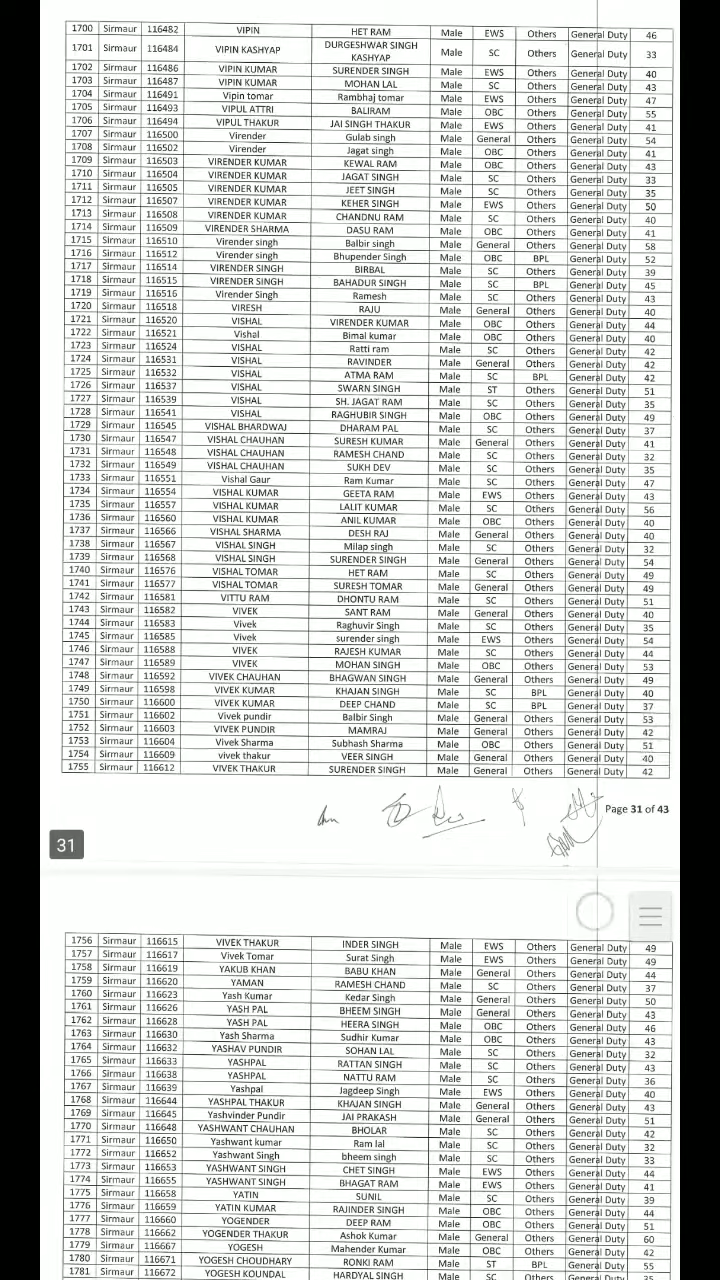 1700 Sirmaur 116482 VIPIN HET RAM Male EWS Others General Duty 46
1701 Sirmaur 116484 VIPIN KASHYAP DURGESHWAR SINGH KASHYAP Male SC Others General Duty 33
1702 Sirmaur 116486 VIPIN KUMAR SURENDER SINGH Male EWS Others General Duty 40
1703 Sirmaur 116487 VIPIN KUMAR MOHAN LAL Male SC Others General Duty 43
1704 Sirmaur 116491 Vipin tomar Rambhaj tomar Male EWS Others General Duty 47
1705 Sirmaur 116493 VIPUL ATTRI BALIRAM Male OBC Others General Duty 55
1706 Sirmaur 116494 VIPUL THAKUR JAI SINGH THAKUR Male EWS Others General Duty 41
1707 Sirmaur 116500 Virender Gulab singh Male General Others General Duty 54
1708 Sirmaur 116502 Virender Jagat singh Male OBC Others General Duty 41
1709 Sirmaur 116503 VIRENDER KUMAR KEWAL RAM Male OBC Others General Duty 43
1710 Sirmaur 116504 VIRENDER KUMAR JAGAT SINGH Male SC Others General Duty 33
1711 Sirmaur 116505 VIRENDER KUMAR JEET SINGH Male SC Others General Duty 35
1712 Sirmaur 116507 VIRENDER KUMAR KEHER SINGH Male EWS Others General Duty 50
1713 Sirmaur 116508 VIRENDER KUMAR CHANDNU RAM Male SC Others General Duty 40
1714 Sirmaur 116509 VIRENDER SHARMA DASU RAM Male OBC Others General Duty 41
1715 Sirmaur 116510 Virender singh Balbir singh Male General Others General Duty 58
1716 Sirmaur 116512 Virender singh Bhupender Singh Male OBC BPL General Duty 52
1717 Sirmaur 116514 VIRENDER SINGH BIRBAL Male SC Others General Duty 39
1718 Sirmaur 116515 VIRENDER SINGH BAHADUR SINGH Male SC BPL General Duty 45
1719 Sirmaur 116516 Virender Singh Ramesh Male SC Others General Duty 43
1720 Sirmaur 116518 VIRESH RAJU Male General Others General Duty 40
1721 Sirmaur 116520 VISHAL VIRENDER KUMAR Male OBC Others General Duty 44
1722 Sirmaur 116521 Vishal Bimal kumar Male OBC Others General Duty 40
1723 Sirmaur 116524 VISHAL Ratti ram Male SC Others General Duty 42
1724 Sirmaur 116531 VISHAL RAVINDER Male General Others General Duty 42
1725 Sirmaur 116532 VISHAL ATMA RAM Male SC BPL General Duty 42
1726 Sirmaur 116537 VISHAL SWARN SINGH Male ST Others General Duty 51
1727 Sirmaur 116539 VISHAL SH. JAGAT RAM Male SC Others General Duty 35
1728 Sirmaur 116541 VISHAL RAGHUBIR SINGH Male OBC Others General Duty 49
1729 Sirmaur 116545 VISHAL BHARDWAJ DHARAM PAL Male SC Others General Duty 37
1730 Sirmaur 116547 VISHAL CHAUHAN SURESH KUMAR Male General Others General Duty 41
1731 Sirmaur 116548 VISHAL CHAUHAN RAMESH CHAND Male SC Others General Duty 32
1732 Sirmaur 116549 VISHAL CHAUHAN SUKH DEV Male SC Others General Duty 35
1733 Sirmaur 116551 Vishal Gaur Ram Kumar Male SC Others General Duty 47
1734 Sirmaur 116554 VISHAL KUMAR GEETA RAM Male EWS Others General Duty 43
1735 Sirmaur 116557 VISHAL KUMAR LALIT KUMAR Male SC Others General Duty 56
1736 Sirmaur 116560 VISHAL KUMAR ANIL KUMAR Male OBC Others General Duty 40
1737 Sirmaur 116566 VISHAL SHARMA DESH RAJ Male General Others General Duty 40
1738 Sirmaur 116567 VISHAL SINGH Milap singh Male SC Others General Duty 32
1739 Sirmaur 116568 VISHAL SINGH SURENDER SINGH Male General Others General Duty 54
1740 Sirmaur 116576 VISHAL TOMAR HET RAM Male SC Others General Duty 49
1741 Sirmaur 116577 VISHAL TOMAR SURESH TOMAR Male General Others General Duty 49
1742 Sirmaur 116581 VITTU RAM DHONTU RAM Male SC Others General Duty 51
1743 Sirmaur 116582 VIVEK SANT RAM Male General Others General Duty 40
1744 Sirmaur 116583 Vivek Raghuvir Singh Male SC Others General Duty 35
1745 Sirmaur 116585 Vivek surender singh Male EWS Others General Duty 54
1746 Sirmaur 116588 VIVEK RAJESH KUMAR Male SC Others General Duty 44
1747 Sirmaur 116589 VIVEK MOHAN SINGH Male OBC Others General Duty 53
1748 Sirmaur 116592 VIVEK CHAUHAN BHAGWAN SINGH Male General Others General Duty 49
1749 Sirmaur 116598 VIVEK KUMAR KHAJAN SINGH Male SC BPL General Duty 40
1750 Sirmaur 116600 VIVEK KUMAR DEEP CHAND Male SC BPL General Duty 37
1751 Sirmaur 116602 Vivek pundir Balbir Singh Male General Others General Duty 53
1752 Sirmaur 116603 VIVEK PUNDIR MAMRAJ Male General Others General Duty 42
1753 Sirmaur 116604 Vivek Sharma Subhash Sharma Male OBC Others General Duty 51
1754 Sirmaur 116609 vivek thakur VEER SINGH Male General Others General Duty 40
1755 Sirmaur 116612 VIVEK THAKUR SURENDER SINGH Male General Others General Duty 42
Page 31 of 43
31
1756 Sirmaur 116615 VIVEK THAKUR INDER SINGH Male EWS Others General Duty 49
1757 Sirmaur 116617 Vivek Tomar Surat Singh Male EWS Others General Duty 49
1758 Sirmaur 116619 YAKUB KHAN BABU KHAN Male General Others General Duty 44
1759 Sirmaur 116620 YAMAN RAMESH CHAND Male SC Others General Duty 37
1760 Sirmaur 116623 Yash Kumar Kedar Singh Male General Others General Duty 50
1761 Sirmaur 116626 YASH PAL BHEEM SINGH Male General Others General Duty 43
1762 Sirmaur 116628 YASH PAL HEERA SINGH Male OBC Others General Duty 46
1763 Sirmaur 116630 Yash Sharma Sudhir Kumar Male OBC Others General Duty 43
1764 Sirmaur 116632 YASHAV PUNDIR SOHAN LAL Male SC Others General Duty 32
1765 Sirmaur 116633 YASHPAL RATTAN SINGH Male SC Others General Duty 43
1766 Sirmaur 116638 YASHPAL NATTU RAM Male SC Others General Duty 36
1767 Sirmaur 116639 Yashpal Jagdeep Singh Male EWS Others General Duty 40
1768 Sirmaur 116644 YASHPAL THAKUR KHAJAN SINGH Male General Others General Duty 43
1769 Sirmaur 116645 Yashvinder Pundir JAI PRAKASH Male General Others General Duty 51
1770 Sirmaur 116648 YASHWANT CHAUHAN BHOLAR Male SC Others General Duty 42
1771 Sirmaur 116650 Yashwant kumar Ram lal Male SC Others General Duty 32
1772 Sirmaur 116652 Yashwant Singh bheem singh Male SC Others General Duty 33
1773 Sirmaur 116653 YASHWANT SINGH CHET SINGH Male EWS Others General Duty 44
1774 Sirmaur 116655 YASHWANT SINGH BHAGAT RAM Male EWS Others General Duty 41
1775 Sirmaur 116658 YATIN SUNIL Male SC Others General Duty 39
1776 Sirmaur 116659 YATIN KUMAR RAJINDER SINGH Male OBC Others General Duty 44
1777 Sirmaur 116660 YOGENDER DEEP RAM Male OBC Others General Duty 51
1778 Sirmaur 116662 YOGENDER THAKUR Ashok Kumar Male General Others General Duty 60
1779 Sirmaur 116667 YOGESH Mahender Kumar Male OBC Others General Duty 42
1780 Sirmaur 116671 YOGESH CHOUDHARY RONKI RAM Male ST BPL General Duty 55
1781 Sirmaur 116672 YOGESH KOUNDAL HARDYAL SINGH Male SC Others General Duty 35